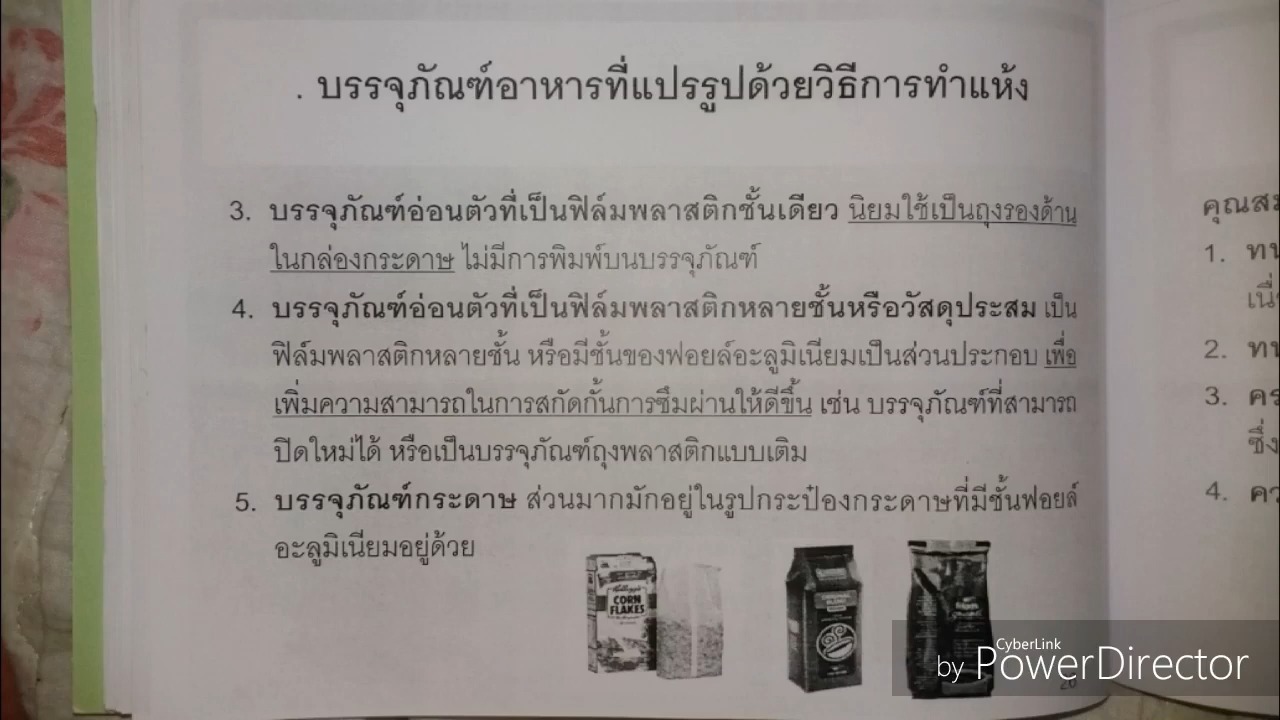 . บรรจุภัณฑ์อาหารที่แปรรูปด้วยวิธีการทำแห้ง
3. บรรจุภัณฑ์อ่อนตัวที่เป็นฟิล์มพลาสติกชั้นเดียว นิยมใช้เป็นถุงรองด้าน
ในกล่องกระดาษ ไม่มีการพิมพ์บนบรรจุภัณฑ์
4. บรรจุภัณฑ์อ่อนตัวที่เป็นฟิล์มพลาสติกหลายชั้นหรือวัสดุประสม เป็น
ฟิล์มพลาสติกหลายชั้น หรือมีชั้นของฟอยล์อะลูมิเนียมเป็นส่วนประกอบ เพื่อ
เพิ่มความสามารถในการสกัดกั้นการซึมผ่านให้ดีขึ้น เช่น บรรจุภัณฑ์ที่สามารถ
ปิดใหม่ได้ หรือเป็นบรรจุภัณฑ์ถุงพลาสติกแบบเติม
5. บรรจุภัณฑ์กระดาษ ส่วนมากมักอยู่ในรูปกระป๋องกระดาษที่มีชั้นฟอยล์
อะลูมิเนียมอยู่ด้วย
Kellogg's
CORN
FLAKES
1.
2.
3.
ซึ่ง
4.
CyberLink
by PowerDirector